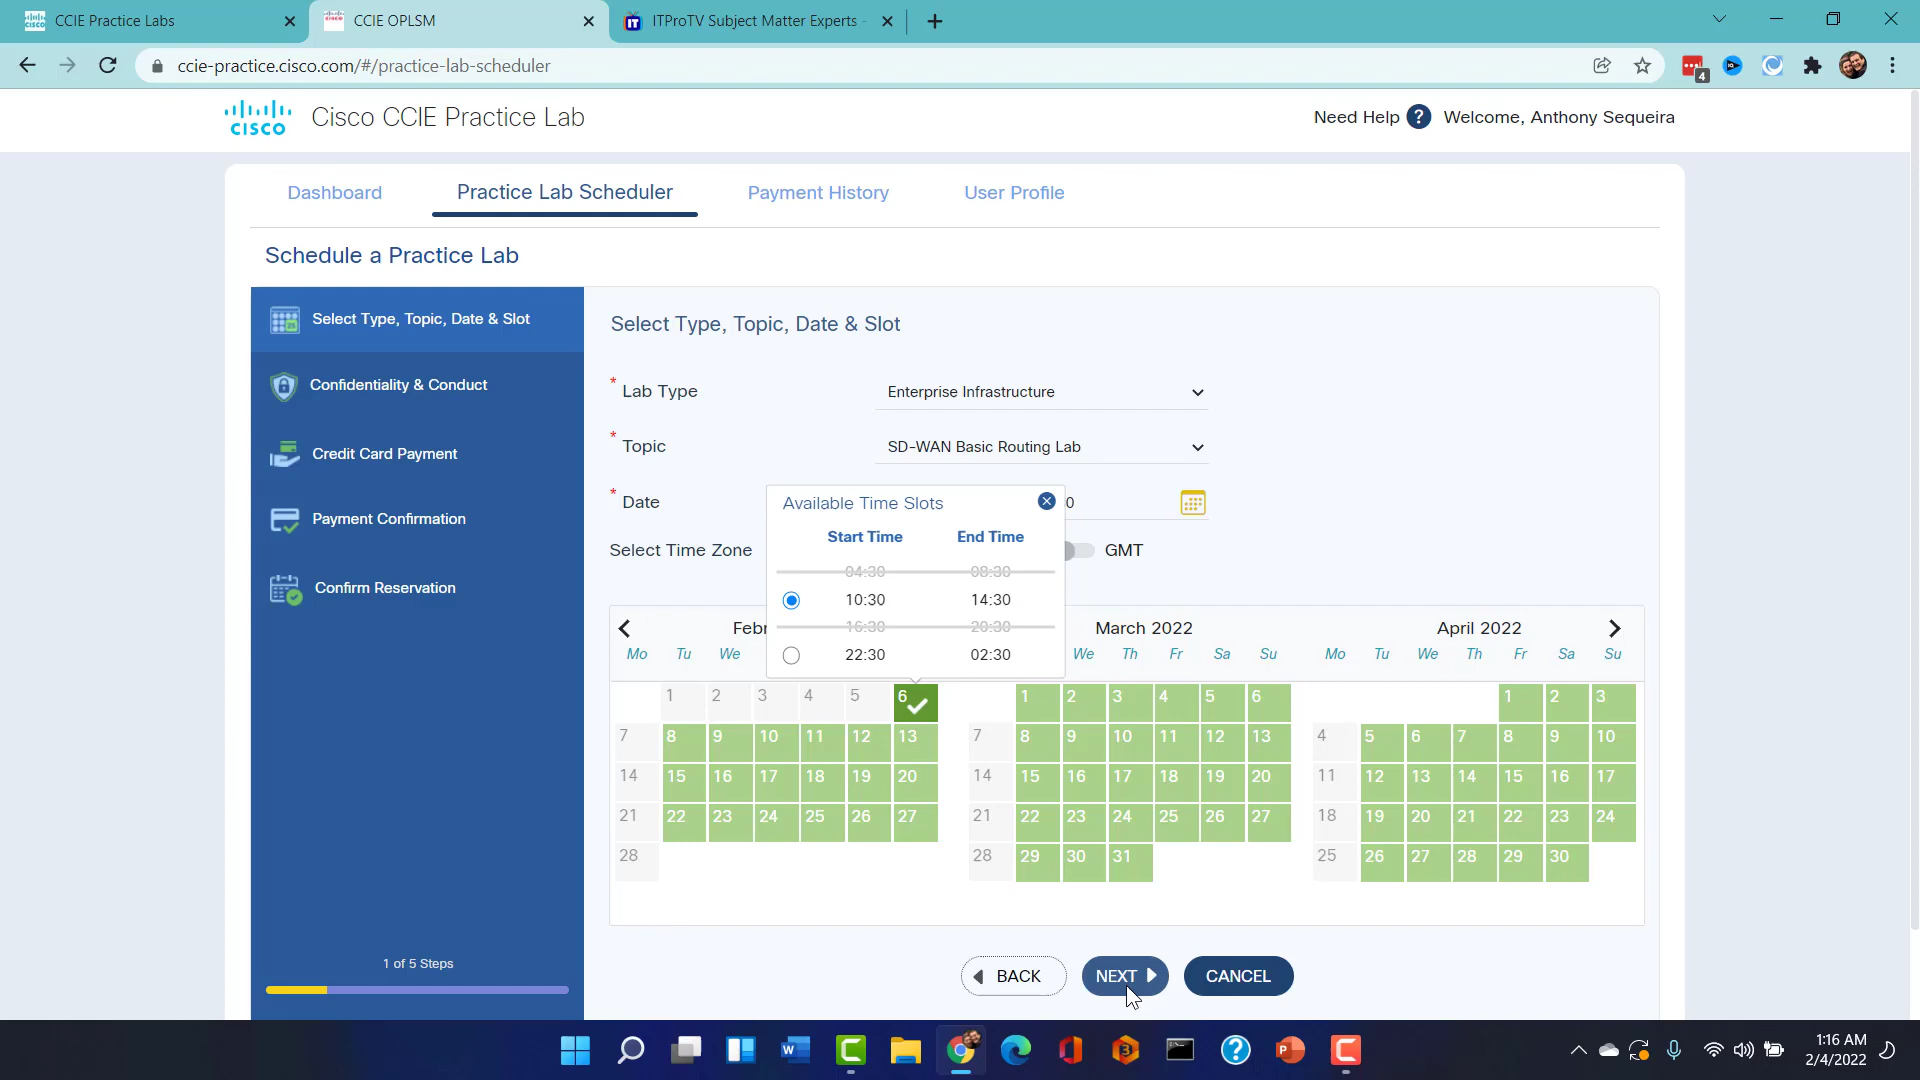 CCIE Practice Labs
CCIE OPLSM
ITProTV Subject Matter Experts -
ccie-practice.cisco.com/#/practice-lab-scheduler
4
CISCO
Cisco CCIE Practice Lab
Need Help ? Welcome, Anthony Sequeira
Dashboard
Practice Lab Scheduler
Payment History
User Profile
Schedule a Practice Lab
Select Type, Topic, Date & Slot
Confidentiality & Conduct
Credit Card Payment
Payment Confirmation
Confirm Reservation
1 of 5 Steps
Select Type, Topic, Date & Slot
* Lab Type Enterprise Infrastructure
* Topic SD-WAN Basic Routing Lab
* Date 0
Select Time Zone GMT
Available Time Slots
Start Time End Time
04:30 08:30
10:30 14:30
16:30 20:30
22:30 02:30
Febr
Mo Tu We
1 2 3 4 5 6
7 8 9 10 11 12 13
14 15 16 17 18 19 20
21 22 23 24 25 26 27
28
March 2022
We Th Fr Sa Su
1 2 3 4 5 6
7 8 9 10 11 12 13
14 15 16 17 18 19 20
21 22 23 24 25 26 27
28 29 30 31
April 2022
Mo Tu We Th Fr Sa Su
1 2 3
4 5 6 7 8 9 10
11 12 13 14 15 16 17
18 19 20 21 22 23 24
25 26 27 28 29 30
BACK NEXT CANCEL
1:16 AM
2/4/2022